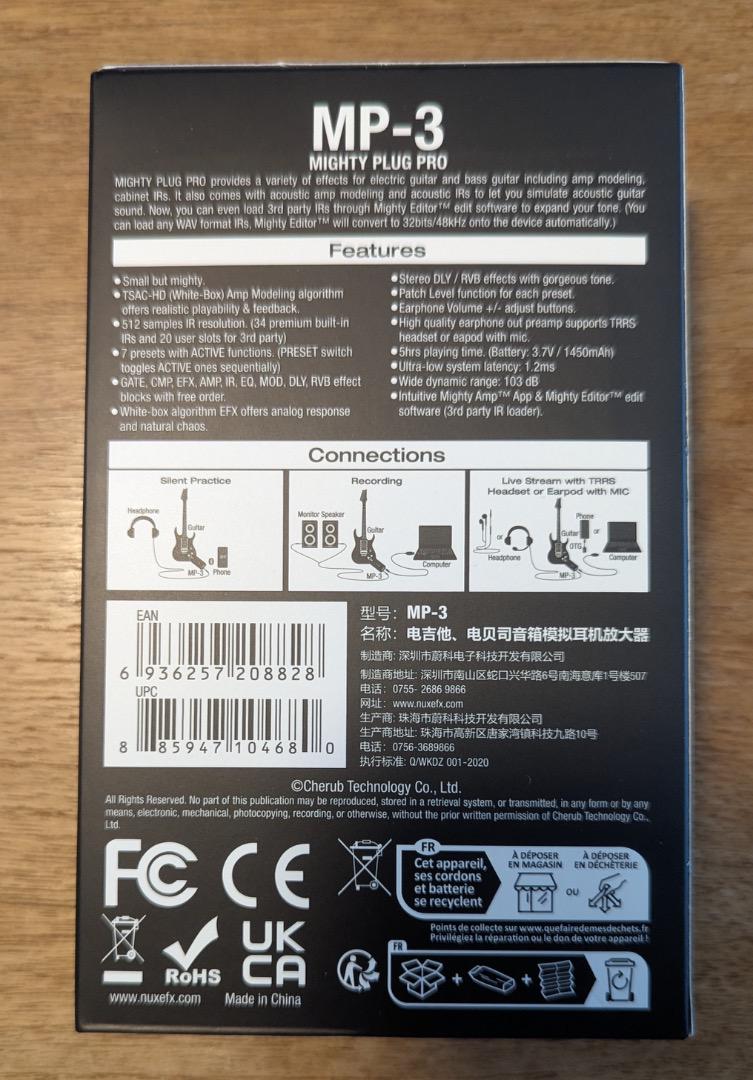 MP-3
MIGHTY PLUG PRO
MIGHTY PLUG PRO provides a variety of effects for electric guitar and bass guitar including amp modeling,
cabinet IRs. It also comes with acoustic amp modeling and acoustic IRs to let you simulate acoustic guitar
sound. Now, you can even load 3rd party IRs through Mighty Editor™ edit software to expand your tone. (You
can load any WAV format IRs, Mighty Editor™ will convert to 32bits/48kHz onto the device automatically.)
Features
•Small but mighty.
•TSAC-HD (White-Box) Amp Modeling algorithm
offers realistic playability & feedback.
•512 samples IR resolution. (34 premium built-in
IRs and 20 user slots for 3rd party)
•7 presets with ACTIVE functions. (PRESET switch
toggles ACTIVE ones sequentially)
•GATE, CMP, EFX, AMP, IR, EQ, MOD, DLY, RVB effect
blocks with free order.
•White-box algorithm EFX offers analog response
and natural chaos.
•Stereo DLY / RVB effects with gorgeous tone.
•Patch Level function for each preset.
•Earphone Volume +/- adjust buttons.
•High quality earphone out preamp supports TRRS
headset or eapod with mic.
•5hrs playing time. (Battery: 3.7V / 1450mAh)
•Ultra-low system latency: 1.2ms
•Wide dynamic range: 103 dB
•Intuitive Mighty Amp™ App & Mighty Editor™ edit
software (3rd party IR loader).
Connections
Silent Practice
Headphone
Guitar
MP-3
Phone
Recording
Monitor Speaker
Guitar
MP-3
Computer
Live Stream with TRRS
Headset or Earpod with MIC
or
Headphone
Guitar
Phone
or
OTG
MP-3
Computer
EAN
6 936257 208828
UPC
8 85947 10468 0
型号: MP-3
名称: 电吉他、电贝司音箱模拟耳机放大器
制造商: 深圳市蔚科电子科技开发有限公司
制造商地址: 深圳市南山区蛇口兴华路6号南海意库1号楼507
电话: 0755- 2686 9866
网址: www.nuxefx.com
生产商: 珠海市蔚科科技开发有限公司
生产商地址: 珠海市高新区唐家湾镇科技九路10号
电话: 0756-3689866
执行标准: Q/WKDZ 001-2020
©Cherub Technology Co., Ltd.
All Rights Reserved. No part of this publication may be reproduced, stored in a retrieval system, or transmitted, in any form or by any
means, electronic, mechanical, photocopying, recording, or otherwise, without the prior written permission of Cherub Technology Co.,
Ltd.
FC CE
FR
Cet appareil,
ses cordons
et batterie
se recyclent
À DÉPOSER
EN MAGASIN
OU
À DÉPOSER
EN DÉCHÈTERIE
Points de collecte sur www.quefairedemesdechets.fr
Privilégiez la réparation ou le don de votre appareil !
RoHS
UK
CA
FR
+ +
www.nuxefx.com
Made in China